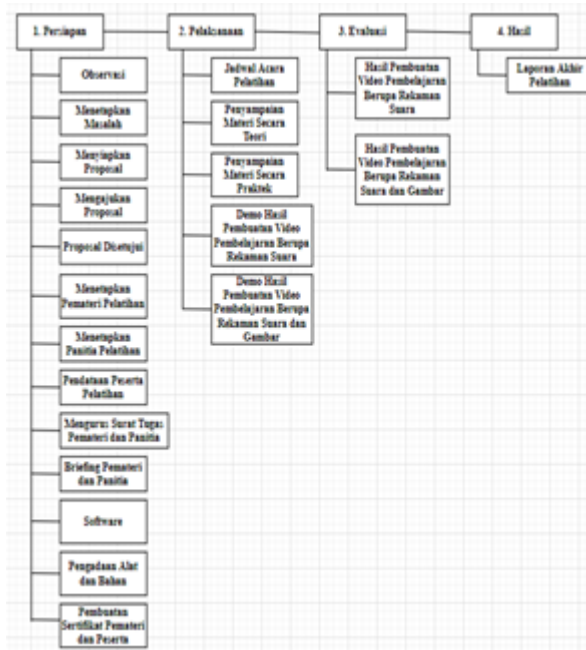 1. Persiapan
2. Pelaksanaan
3. Evaluasi
4. Hasil
Observasi
Menetapkan
Masalah
Menyiapkan
Proposal
Mengajukan
Proposal
Proposal Disetujui
Menetapkan
Pemateri Pelatihan
Menetapkan
Panitia Pelatihan
Pendataan Peserta
Pelatihan
Mengurus Surat Tugas
Pemateri dan Panitia
Briefing Pemateri
dan Panitia
Software
Pengadaan Alat
dan Bahan
Pembuatan
Sertifikat Pemateri
dan Peserta
Jadwal Acara
Pelatihan
Penyampaian
Materi Secara
Teori
Penyampaian
Materi Secara
Praktek
Demo Hasil
Pembuatan Video
Pembelajaran Berupa
Rekaman Suara
Demo Hasil
Pembuatan Video
Pembelajaran Berupa
Rekaman Suara dan
Gambar
Hasil Pembuatan
Video Pembelajaran
Berupa Rekaman
Suara
Hasil Pembuatan
Video Pembelajaran
Berupa Rekaman
Suara dan Gambar
Laporan Akhir
Pelatihan